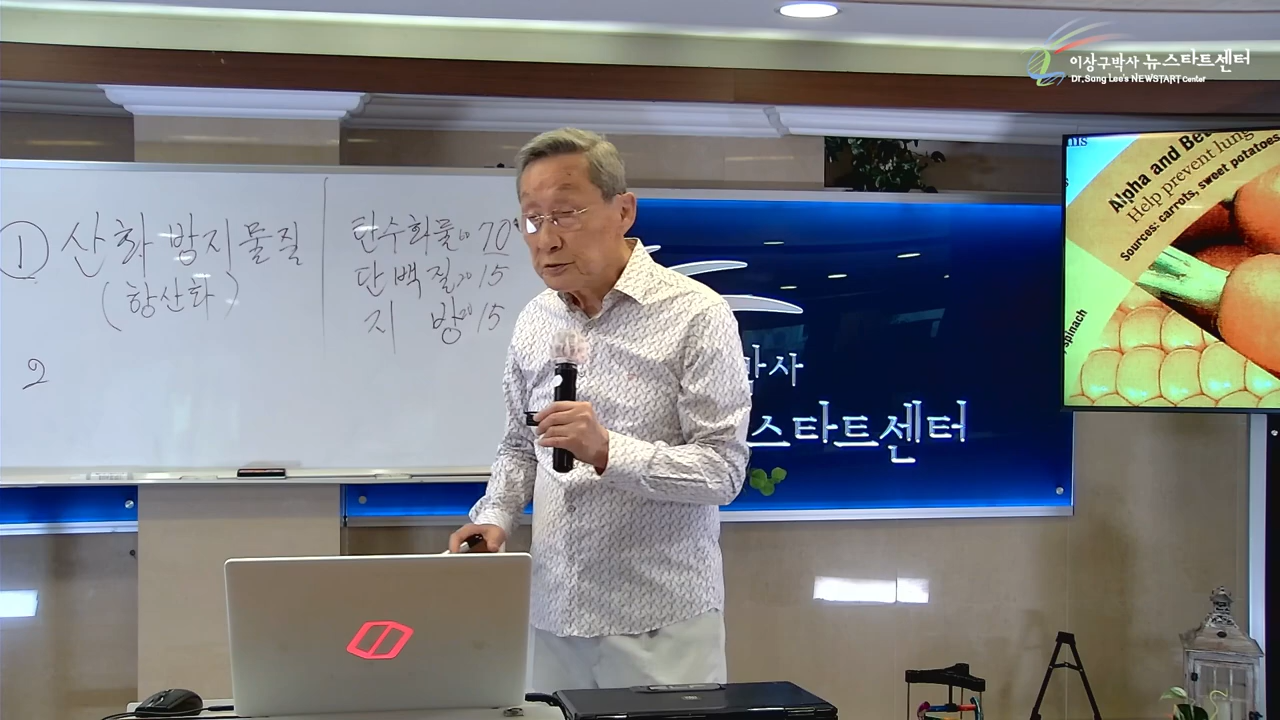 이상구박사 뉴스타트센터
Dr. Sang Lee's NEWSTART Center
① 산화방지물질
(항산화)
2
탄수화물 70
단백질 15
지 방 15
박사
스타트센터
Alpha and Be
Help prevent lung
Sources: carrots, sweet potatoes
spinach